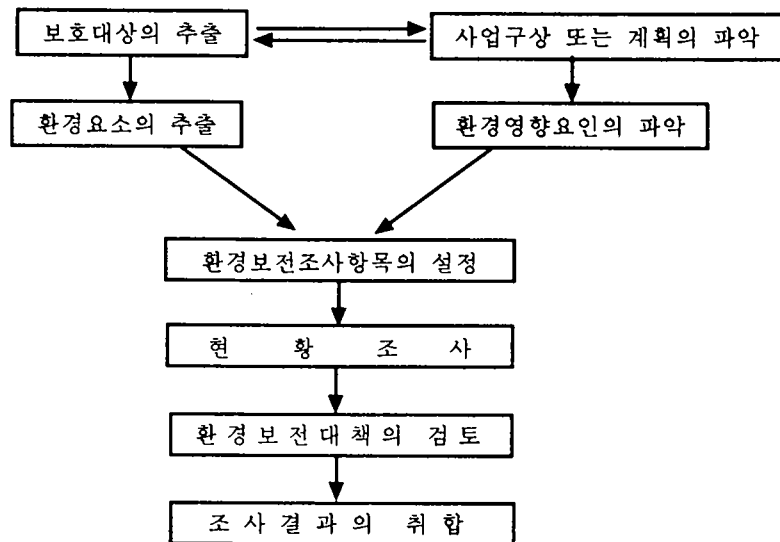 보호대상의 추출
사업구상 또는 계획의 파악
환경요소의 추출
환경영향요인의 파악
환경보전조사항목의 설정
현 황 조 사
환경보전대책의 검토
조사결과의 취합